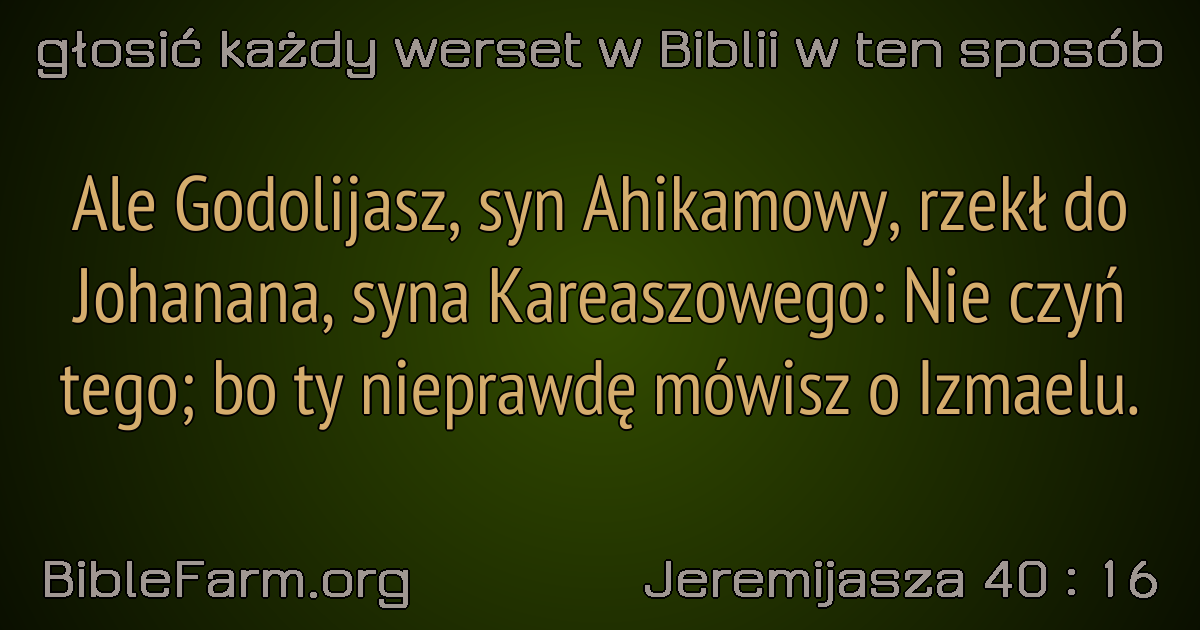 głosić każdy werset w Biblii w ten sposób
Ale Godolijasz, syn Ahikamowy, rzekł do
Johanana, syna Kareaszowego: Nie czyń
tego; bo ty nieprawdę mówisz o Izmaelu.
BibleFarm.org
Jeremijasza 40 : 16